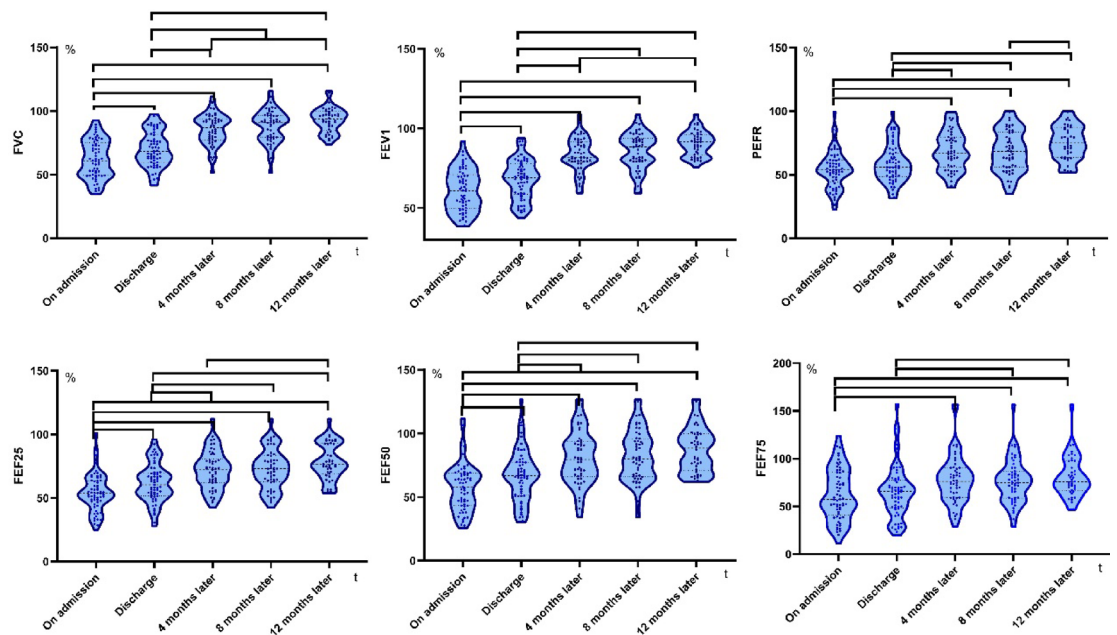 %
150
100
50
0
FVC
On admission
Discharge
4 months later
8 months later
12 months later
t
%
150
100
50
FEV1
On admission
Discharge
4 months later
8 months later
12 months later
t
%
150
100
50
0
PEFR
On admission
Discharge
4 months later
8 months later
12 months later
t
%
150
100
50
0
FEF25
On admission
Discharge
4 months later
8 months later
12 months later
t
%
150
100
50
0
FEF50
On admission
Discharge
4 months later
8 months later
12 months later
t
%
200
150
100
50
0
FEF75
On admission
Discharge
4 months later
8 months later
12 months later
t